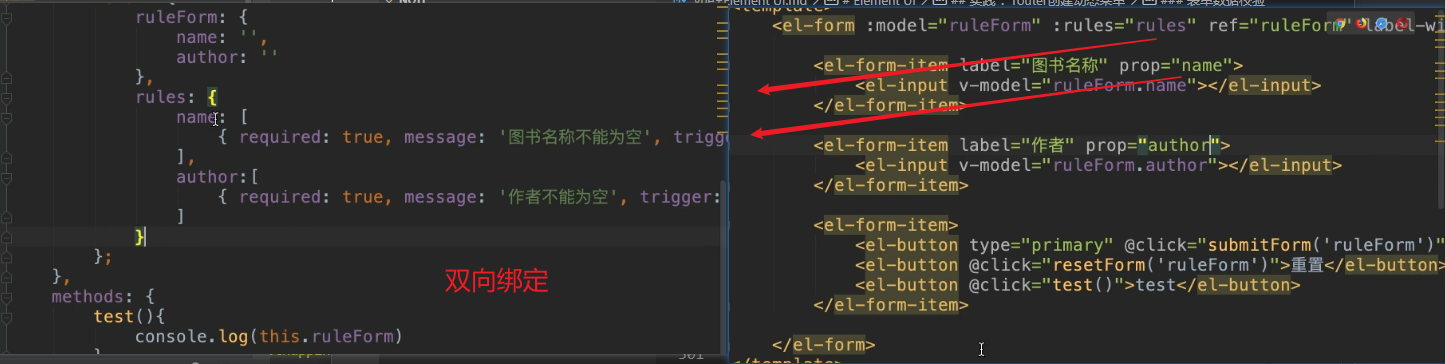 ruleForm: {
name: '',
author: ''
},
rules: {
name: [
{ required: true, message: '图书名称不能为空', trigg
],
author:[
{ required: true, message: '作者不能为空', trigger:
]
}
};
},
methods: {
test(){
console.log(this.ruleForm)
双向绑定
<el-form :model="ruleForm" :rules="rules" ref="ruleForm" label-wi
<el-form-item label="图书名称" prop="name">
<el-input v-model="ruleForm.name"></el-input>
</el-form-item>
<el-form-item label="作者" prop="author">
<el-input v-model="ruleForm.author"></el-input>
</el-form-item>
<el-form-item>
<el-button type="primary" @click="submitForm('ruleForm')"
<el-button @click="resetForm('ruleForm')">重置</el-button>
<el-button @click="test()">test</el-button>
</el-form-item>
</el-form>